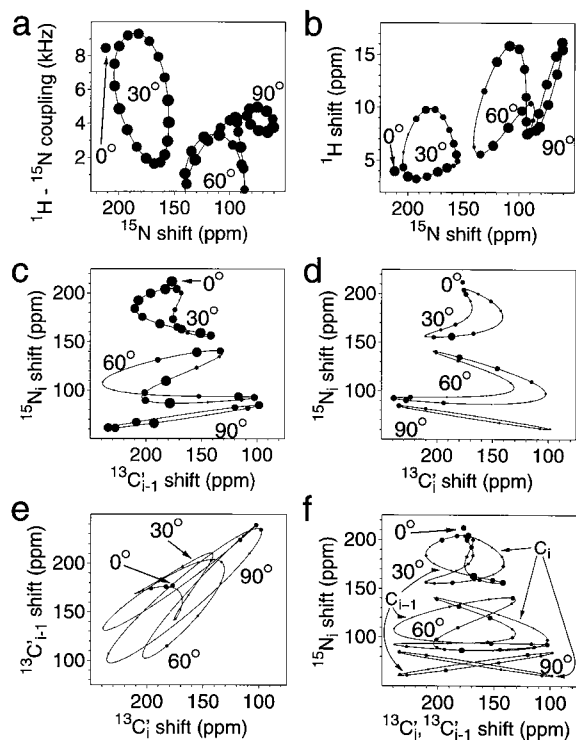 a
¹H - ¹⁵N coupling (kHz)
8
6
4
2
0°
30°
60°
90°
200 150 100
¹⁵N shift (ppm)
b
¹H shift (ppm)
15
10
5
0°
30°
60°
90°
200 150 100
¹⁵N shift (ppm)
c
¹⁵Nᵢ shift (ppm)
200
150
100
0°
30°
60°
90°
200 150 100
¹³C'ᵢ₋₁ shift (ppm)
d
¹⁵Nᵢ shift (ppm)
200
150
100
0°
30°
60°
90°
200 150 100
¹³C'ᵢ shift (ppm)
e
¹³C'ᵢ₋₁ shift (ppm)
200
150
100
30°
0°
90°
60°
200 150 100
¹³C'ᵢ shift (ppm)
f
¹⁵Nᵢ shift (ppm)
200
150
100
0°
Cᵢ
30°
Cᵢ₋₁
60°
90°
200 150 100
¹³C'ᵢ, ¹³C'ᵢ₋₁ shift (ppm)